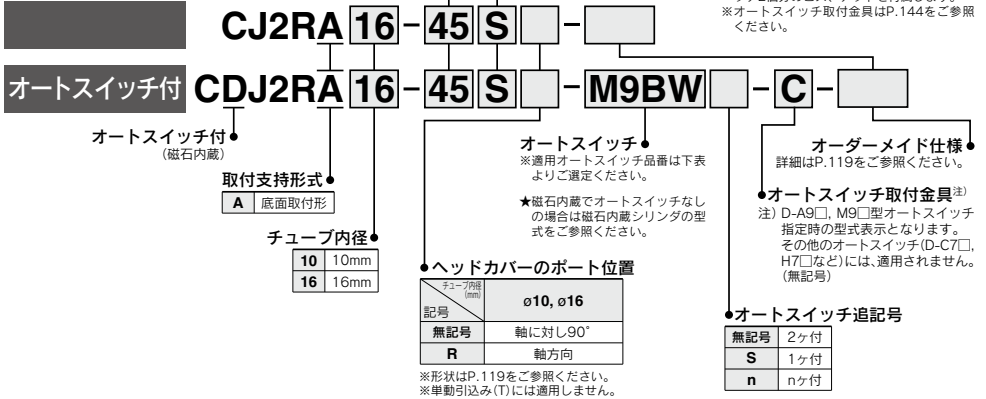 ※オートスイッチ取付金具はP.144をご参照
ください。
CJ2RA 16 - 45 S □ - □
オートスイッチ付 CDJ2RA 16 - 45 S □ - M9BW □ - C - □
オートスイッチ付
(磁石内蔵)
取付支持形式
A 底面取付形
チューブ内径
10 10mm
16 16mm
ヘッドカバーのポート位置
チューブ内径
(mm)
記号
ø10, ø16
無記号 軸に対し90°
R 軸方向
※形状はP.119をご参照ください。
※単動引込み(T)には適用しません。
オートスイッチ
※適用オートスイッチ品番は下表
よりご選定ください。
★磁石内蔵でオートスイッチなし
の場合は磁石内蔵シリンダの型
式をご参照ください。
オーダーメイド仕様
詳細はP.119をご参照ください。
オートスイッチ取付金具注)
注) D-A9□, M9□型オートスイッチ
指定時の型式表示となります。
その他のオートスイッチ(D-C7□,
H7□など)には、適用されません。
(無記号)
オートスイッチ追記号
無記号 2ヶ付
S 1ヶ付
n nヶ付